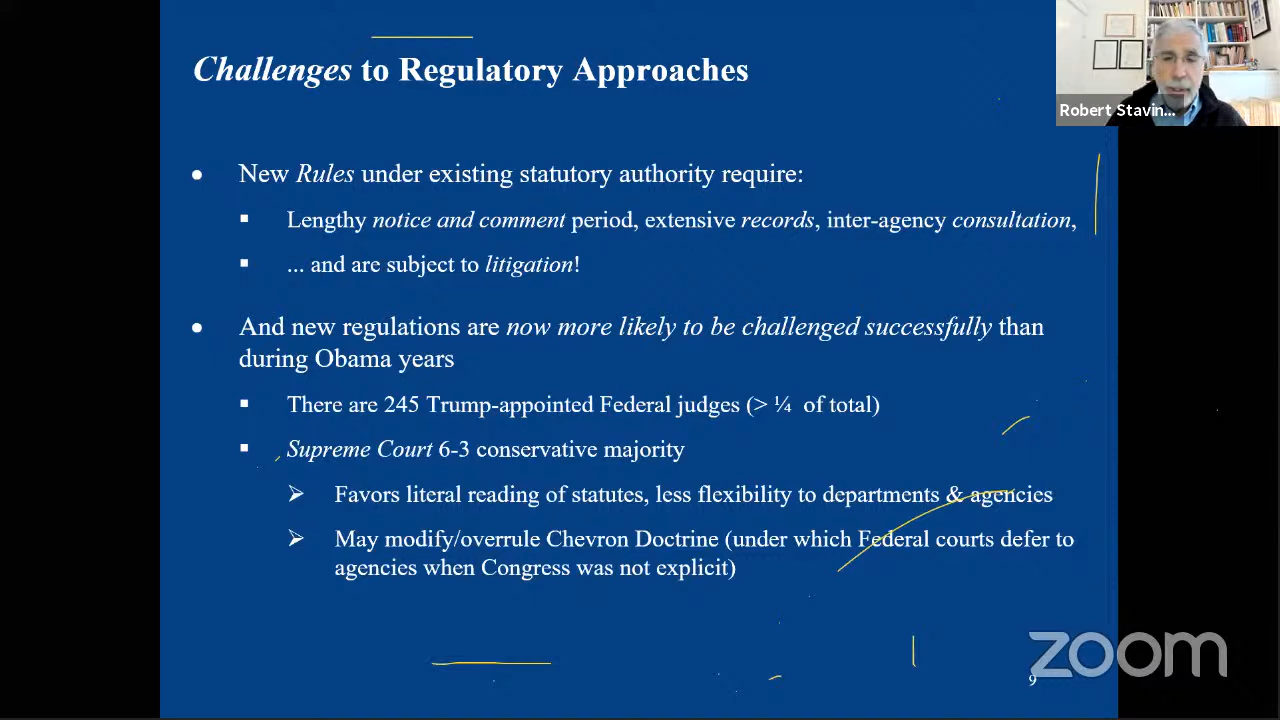 Challenges to Regulatory Approaches
Robert Stavin...
• New Rules under existing statutory authority require:
▪ Lengthy notice and comment period, extensive records, inter-agency consultation,
▪ ... and are subject to litigation!
• And new regulations are now more likely to be challenged successfully than
during Obama years
▪ There are 245 Trump-appointed Federal judges (> ¼ of total)
▪ Supreme Court 6-3 conservative majority
➢ Favors literal reading of statutes, less flexibility to departments & agencies
➢ May modify/overrule Chevron Doctrine (under which Federal courts defer to
agencies when Congress was not explicit)
zoom
9